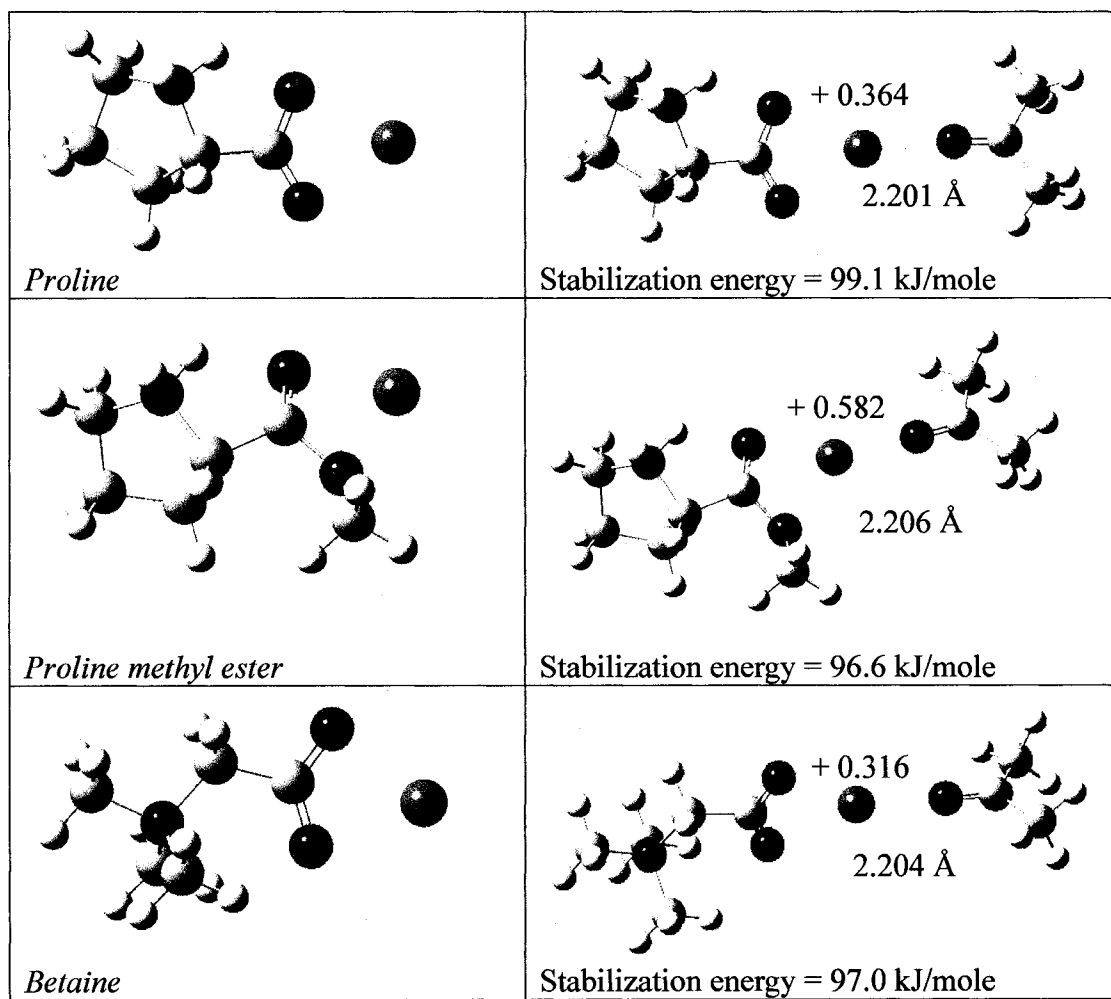 + 0.364
2.201 Å
Proline
Stabilization energy = 99.1 kJ/mole
+ 0.582
2.206 Å
Proline methyl ester
Stabilization energy = 96.6 kJ/mole
+ 0.316
2.204 Å
Betaine
Stabilization energy = 97.0 kJ/mole